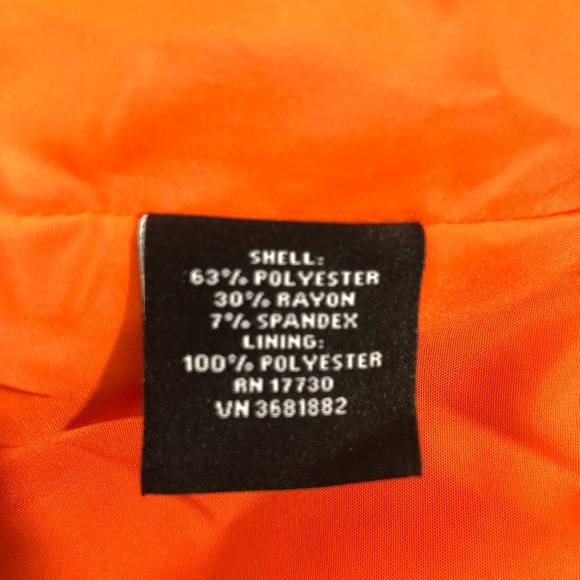 SHELL:
63% POLYESTER
30% RAYON
7% SPANDEX
LINING:
100% POLYESTER
RN 17730
VN 3681882